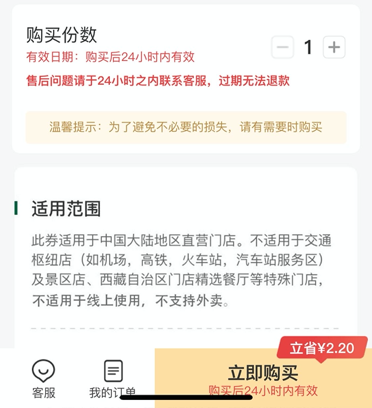 购买份数
1
有效日期：购买后24小时内有效
售后问题请于24小时之内联系客服，过期无法退款
温馨提示：为了避免不必要的损失，请有需要时购买
适用范围
此券适用于中国大陆地区直营门店。不适用于交通
枢纽店（如机场，高铁，火车站，汽车站服务区）
及景区店、西藏自治区门店精选餐厅等特殊门店，
不适用于线上使用，不支持外卖。
立省¥2.20
客服
我的订单
立即购买
购买后24小时内有效